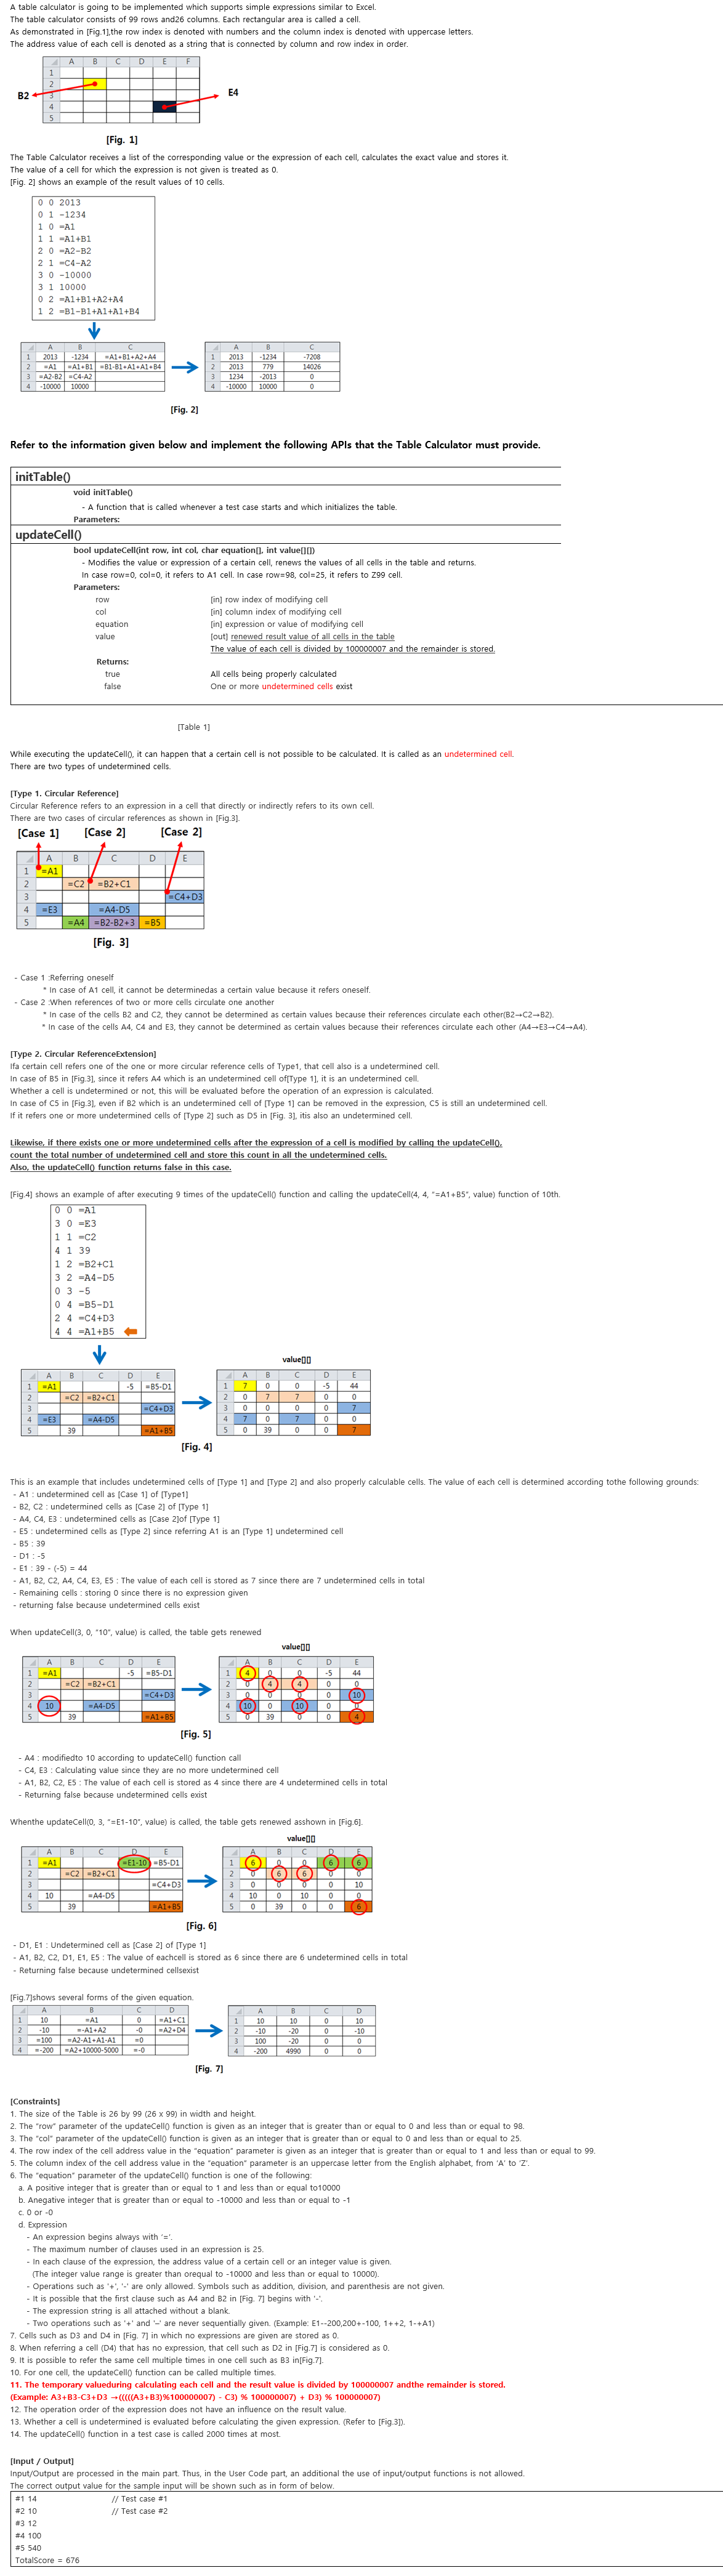 A table calculator is going to be implemented which supports simple expressions similar to Excel.
The table calculator consists of 99 rows and26 columns. Each rectangular area is called a cell.
As demonstrated in [Fig.1],the row index is denoted with numbers and the column index is denoted with uppercase letters.
The address value of each cell is denoted as a string that is connected by column and row index in order.
A B C D E F
1
2
B2
3
E4
4
5
[Fig. 1]
The Table Calculator receives a list of the corresponding value or the expression of each cell, calculates the exact value and stores it.
The value of a cell for which the expression is not given is treated as 0.
[Fig. 2] shows an example of the result values of 10 cells.
0 0 2013
0 1 -1234
1 0 =A1
1 1 =A1+B1
2 0 =A2-B2
2 1 =C4-A2
3 0 -10000
3 1 10000
0 2 =A1+B1+A2+A4
1 2 =B1-B1+A1+A1+B4
A B C
1 2013 -1234 =A1+B1+A2+A4
2 =A1 =A1+B1 =B1-B1+A1+A1+B4
3 =A2-B2 =C4-A2
4 -10000 10000
A B C
1 2013 -1234 -7208
2 2013 779 14026
3 1234 -2013 0
4 -10000 10000 0
[Fig. 2]
Refer to the information given below and implement the following APIs that the Table Calculator must provide.
initTable()
void initTable()
- A function that is called whenever a test case starts and which initializes the table.
Parameters:
updateCell()
bool updateCell(int row, int col, char equation[], int value[][])
- Modifies the value or expression of a certain cell, renews the values of all cells in the table and returns.
In case row=0, col=0, it refers to A1 cell. In case row=98, col=25, it refers to Z99 cell.
Parameters:
row [in] row index of modifying cell
col [in] column index of modifying cell
equation [in] expression or value of modifying cell
value [out] renewed result value of all cells in the table
The value of each cell is divided by 100000007 and the remainder is stored.
Returns:
true All cells being properly calculated
false One or more undetermined cells exist
[Table 1]
While executing the updateCell(), it can happen that a certain cell is not possible to be calculated. It is called as an undetermined cell.
There are two types of undetermined cells.
[Type 1. Circular Reference]
Circular Reference refers to an expression in a cell that directly or indirectly refers to its own cell.
There are two cases of circular references as shown in [Fig.3].
[Case 1] [Case 2] [Case 2]
A B C D E
1 =A1
2 =C2 =B2+C1
3 =C4+D3
4 =E3 =A4-D5
5 =A4 =B2-B2+3 =B5
[Fig. 3]
- Case 1 :Referring oneself
* In case of A1 cell, it cannot be determinedas a certain value because it refers oneself.
- Case 2 :When references of two or more cells circulate one another
* In case of the cells B2 and C2, they cannot be determined as certain values because their references circulate each other(B2→C2→B2).
* In case of the cells A4, C4 and E3, they cannot be determined as certain values because their references circulate each other (A4→E3→C4→A4).
[Type 2. Circular ReferenceExtension]
Ifa certain cell refers one of the one or more circular reference cells of Type1, that cell also is a undetermined cell.
In case of B5 in [Fig.3], since it refers A4 which is an undetermined cell of[Type 1], it is an undetermined cell.
Whether a cell is undetermined or not, this will be evaluated before the operation of an expression is calculated.
In case of C5 in [Fig.3], even if B2 which is an undetermined cell of [Type 1] can be removed in the expression, C5 is still an undetermined cell.
If it refers one or more undetermined cells of [Type 2] such as D5 in [Fig. 3], itis also an undetermined cell.
Likewise, if there exists one or more undetermined cells after the expression of a cell is modified by calling the updateCell(),
count the total number of undetermined cell and store this count in all the undetermined cells.
Also, the updateCell() function returns false in this case.
[Fig.4] shows an example of after executing 9 times of the updateCell() function and calling the updateCell(4, 4, "=A1+B5", value) function of 10th.
0 0 =A1
3 0 =E3
1 1 =C2
4 1 39
1 2 =B2+C1
3 2 =A4-D5
0 3 -5
0 4 =B5-D1
2 4 =C4+D3
4 4 =A1+B5
value[][]
A B C D E
1 =A1 -5 =B5-D1
2 =C2 =B2+C1
3 =C4+D3
4 =E3 =A4-D5
5 39 =A1+B5
A B C D E
1 7 0 0 -5 44
2 0 7 7 0 0
3 0 0 0 0 7
4 7 0 7 0 0
5 0 39 0 0 7
[Fig. 4]
This is an example that includes undetermined cells of [Type 1] and [Type 2] and also properly calculable cells. The value of each cell is determined according tothe following grounds:
- A1 : undetermined cell as [Case 1] of [Type1]
- B2, C2 : undetermined cells as [Case 2] of [Type 1]
- A4, C4, E3 : undetermined cells as [Case 2]of [Type 1]
- E5 : undetermined cells as [Type 2] since referring A1 is an [Type 1] undetermined cell
- B5 : 39
- D1 : -5
- E1 : 39 - (-5) = 44
- A1, B2, C2, A4, C4, E3, E5 : The value of each cell is stored as 7 since there are 7 undetermined cells in total
- Remaining cells : storing 0 since there is no expression given
- returning false because undetermined cells exist
When updateCell(3, 0, "10", value) is called, the table gets renewed
value[][]
A B C D E
1 =A1 -5 =B5-D1
2 =C2 =B2+C1
3 =C4+D3
4 10 =A4-D5
5 39 =A1+B5
A B C D E
1 4 0 0 -5 44
2 0 4 4 0 0
3 0 0 0 0 10
4 10 0 10 0 0
5 0 39 0 0 4
[Fig. 5]
- A4 : modifiedto 10 according to updateCell() function call
- C4, E3 : Calculating value since they are no more undetermined cell
- A1, B2, C2, E5 : The value of each cell is stored as 4 since there are 4 undetermined cells in total
- Returning false because undetermined cells exist
Whenthe updateCell(0, 3, "=E1-10", value) is called, the table gets renewed asshown in [Fig.6].
value[][]
A B C D E
1 =A1 =E1-10 =B5-D1
2 =C2 =B2+C1
3 =C4+D3
4 10 =A4-D5
5 39 =A1+B5
A B C D E
1 6 0 0 6 6
2 0 6 6 0 0
3 0 0 0 0 10
4 10 0 10 0 0
5 0 39 0 0 6
[Fig. 6]
- D1, E1 : Undetermined cell as [Case 2] of [Type 1]
- A1, B2, C2, D1, E1, E5 : The value of eachcell is stored as 6 since there are 6 undetermined cells in total
- Returning false because undetermined cellsexist
[Fig.7]shows several forms of the given equation.
A B C D
1 10 =A1 0 =A1+C1
2 -10 =-A1+A2 -0 =A2+D4
3 =100 =A2-A1+A1-A1 =0
4 =-200 =A2+10000-5000 =-0
A B C D
1 10 10 0 10
2 -10 -20 0 -10
3 100 -20 0 0
4 -200 4990 0 0
[Fig. 7]
[Constraints]
1. The size of the Table is 26 by 99 (26 x 99) in width and height.
2. The "row" parameter of the updateCell() function is given as an integer that is greater than or equal to 0 and less than or equal to 98.
3. The "col" parameter of the updateCell() function is given as an integer that is greater than or equal to 0 and less than or equal to 25.
4. The row index of the cell address value in the "equation" parameter is given as an integer that is greater than or equal to 1 and less than or equal to 99.
5. The column index of the cell address value in the "equation" parameter is an uppercase letter from the English alphabet, from 'A' to 'Z'.
6. The "equation" parameter of the updateCell() function is one of the following:
a. A positive integer that is greater than or equal to 1 and less than or equal to10000
b. Anegative integer that is greater than or equal to -10000 and less than or equal to -1
c. 0 or -0
d. Expression
- An expression begins always with '='.
- The maximum number of clauses used in an expression is 25.
- In each clause of the expression, the address value of a certain cell or an integer value is given.
(The integer value range is greater than orequal to -10000 and less than or equal to 10000).
- Operations such as '+', '-' are only allowed. Symbols such as addition, division, and parenthesis are not given.
- It is possible that the first clause such as A4 and B2 in [Fig. 7] begins with '-'.
- The expression string is all attached without a blank.
- Two operations such as '+' and '–' are never sequentially given. (Example: E1--200,200+-100, 1++2, 1-+A1)
7. Cells such as D3 and D4 in [Fig. 7] in which no expressions are given are stored as 0.
8. When referring a cell (D4) that has no expression, that cell such as D2 in [Fig.7] is considered as 0.
9. It is possible to refer the same cell multiple times in one cell such as B3 in[Fig.7].
10. For one cell, the updateCell() function can be called multiple times.
11. The temporary valueduring calculating each cell and the result value is divided by 100000007 andthe remainder is stored.
(Example: A3+B3-C3+D3 →(((((A3+B3)%100000007) - C3) % 100000007) + D3) % 100000007)
12. The operation order of the expression does not have an influence on the result value.
13. Whether a cell is undetermined is evaluated before calculating the given expression. (Refer to [Fig.3]).
14. The updateCell() function in a test case is called 2000 times at most.
[Input / Output]
Input/Output are processed in the main part. Thus, in the User Code part, an additional the use of input/output functions is not allowed.
The correct output value for the sample input will be shown such as in form of below.
#1 14 // Test case #1
#2 10 // Test case #2
#3 12
#4 100
#5 540
TotalScore = 676